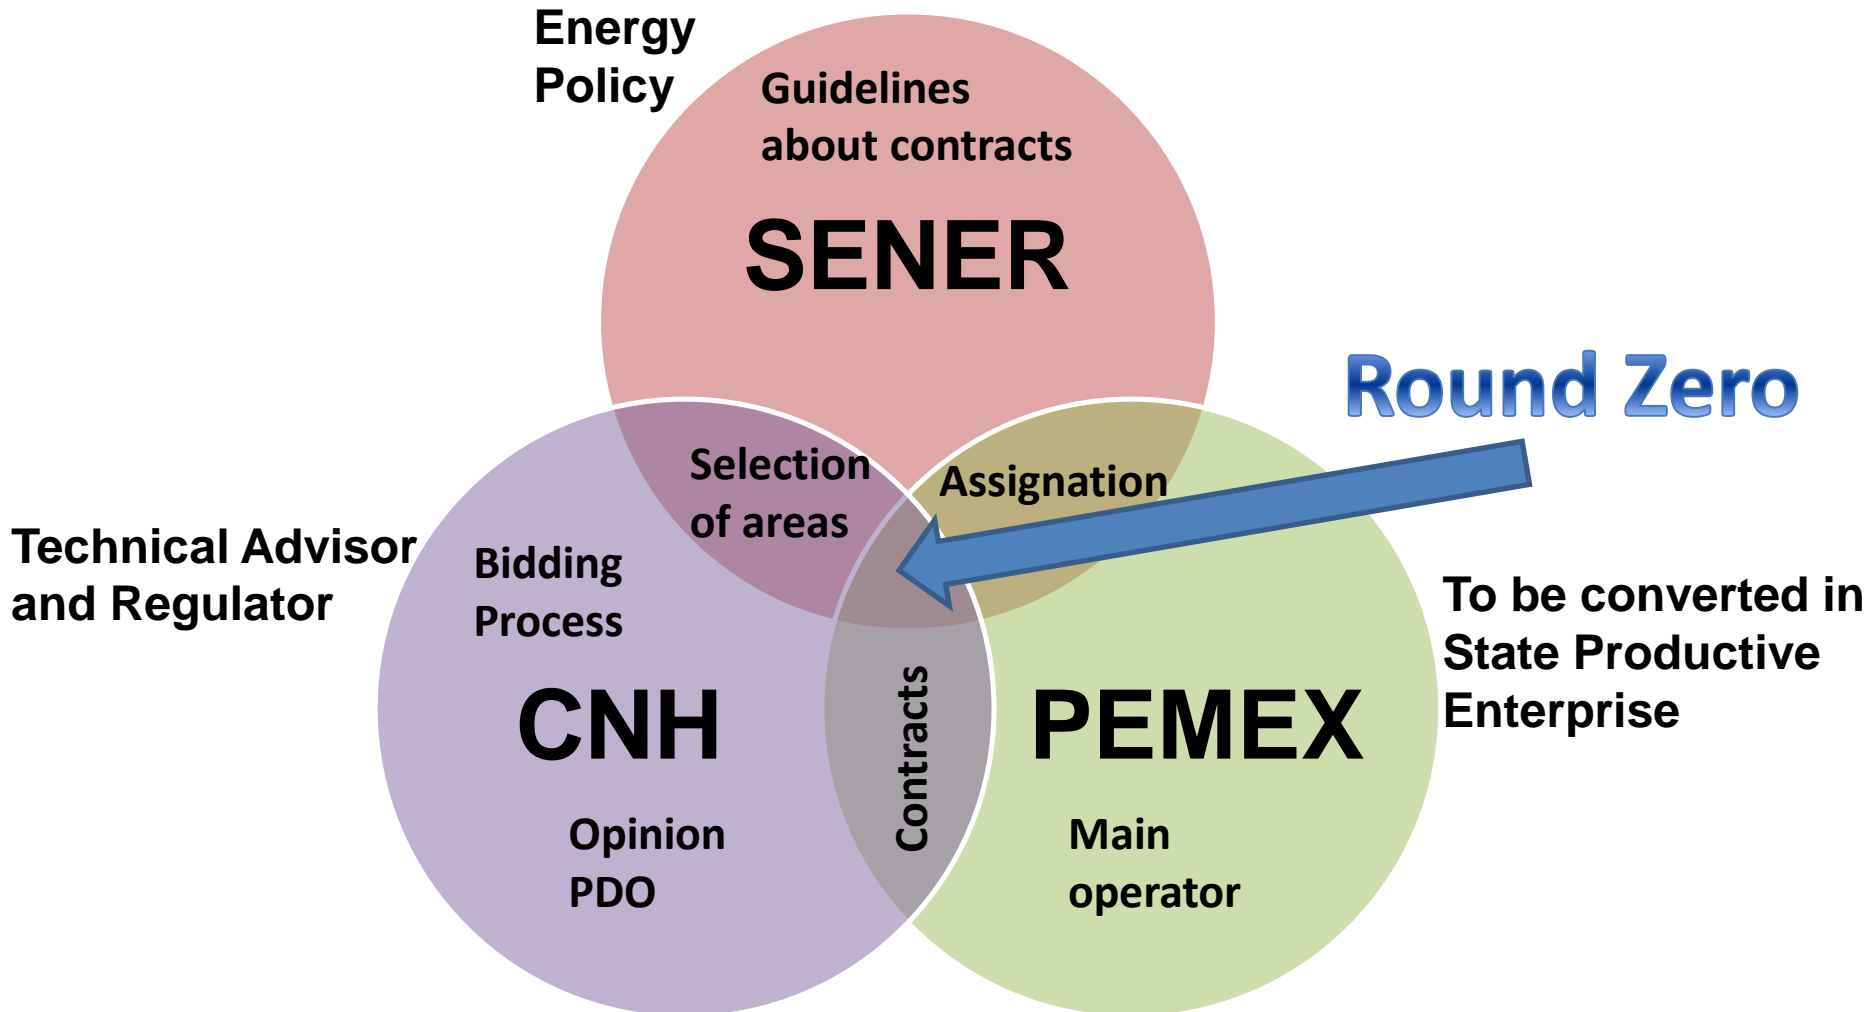 Energy
Policy
Guidelines
about contracts
SENER
Round Zero
Selection
of areas
Assignation
Technical Advisor
and Regulator
Bidding
Process
To be converted in
State Productive
Enterprise
CNH
Contracts
PEMEX
Opinion
PDO
Main
operator